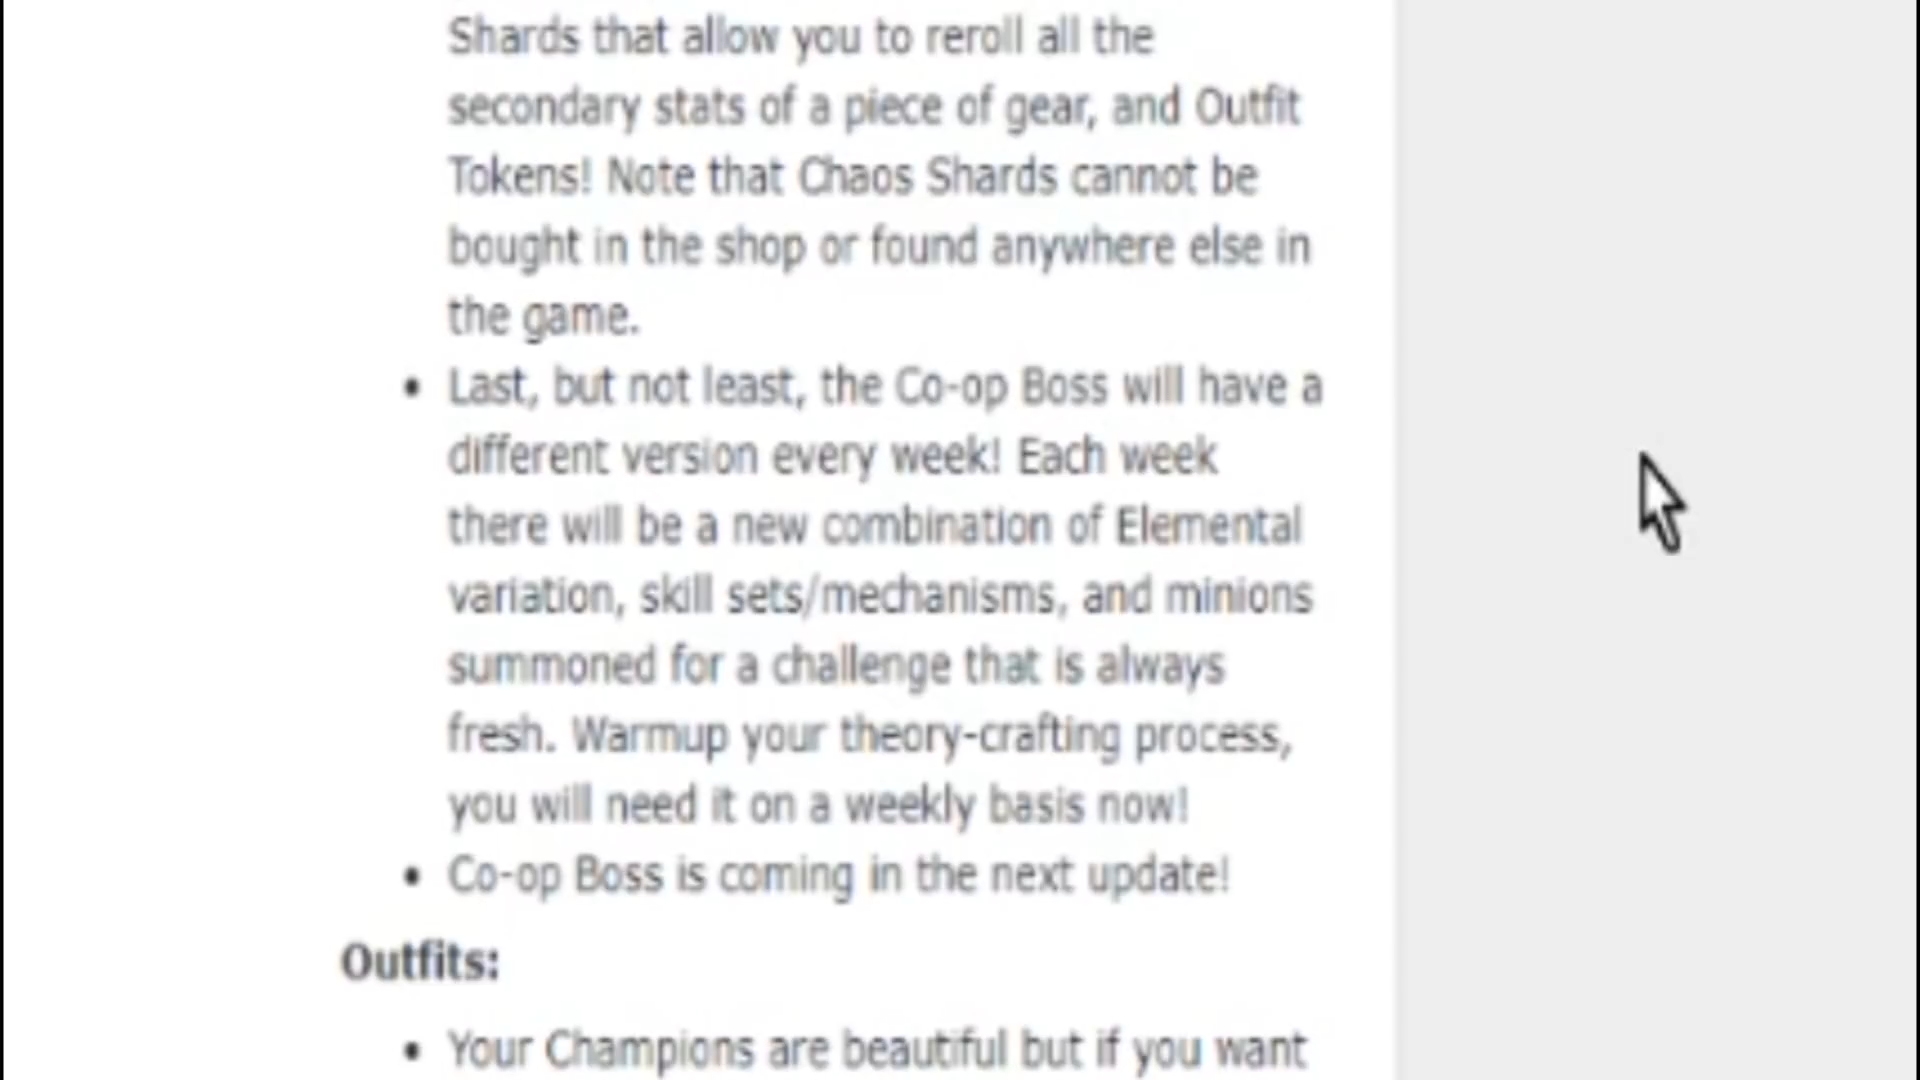 Shards that allow you to reroll all the
secondary stats of a piece of gear, and Outfit
Tokens! Note that Chaos Shards cannot be
bought in the shop or found anywhere else in
the game.
• Last, but not least, the Co-op Boss will have a
different version every week! Each week
there will be a new combination of Elemental
variation, skill sets/mechanisms, and minions
summoned for a challenge that is always
fresh. Warmup your theory-crafting process,
you will need it on a weekly basis now!
• Co-op Boss is coming in the next update!
Outfits:
• Your Champions are beautiful but if you want